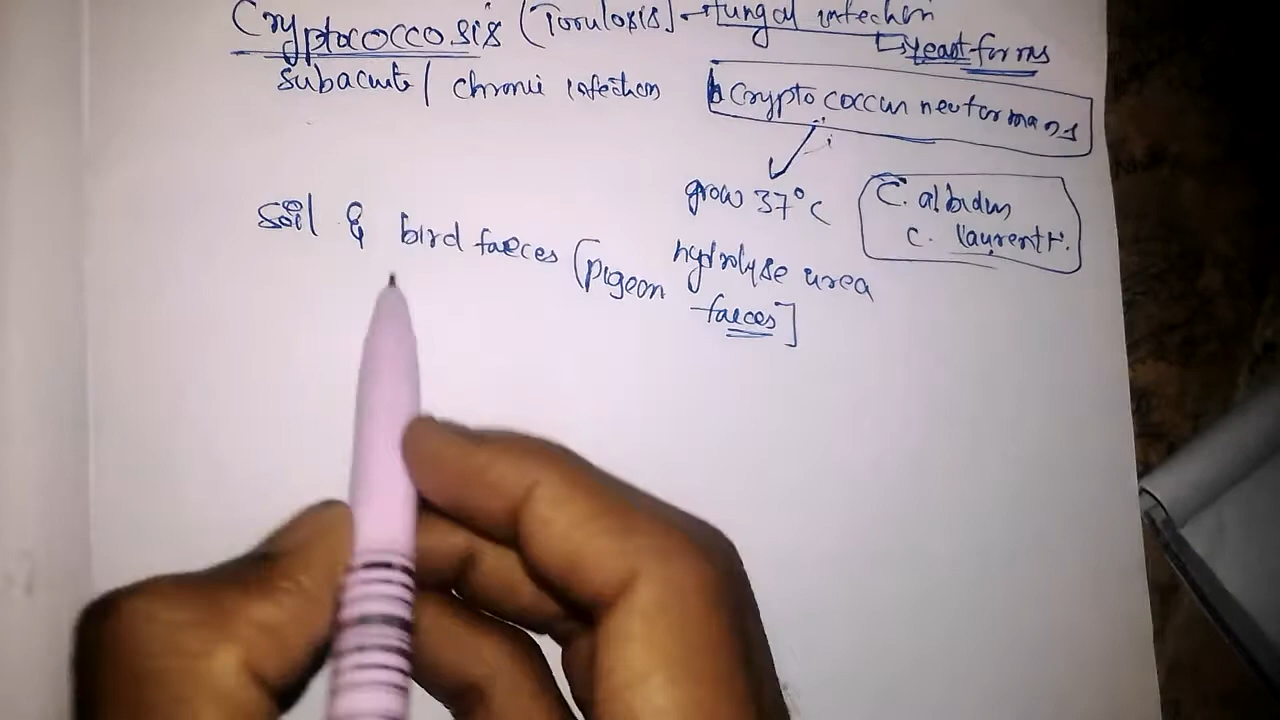 Cryptococcosis (Torulosis] → fungal infection
↳ yeast forms
subacute / chronic infection
Cryptococcus neoformans
grow 37°C
C. albidus
C. laurentii.
soil & bird faeces (pigeon faeces]
hydrolyse urea